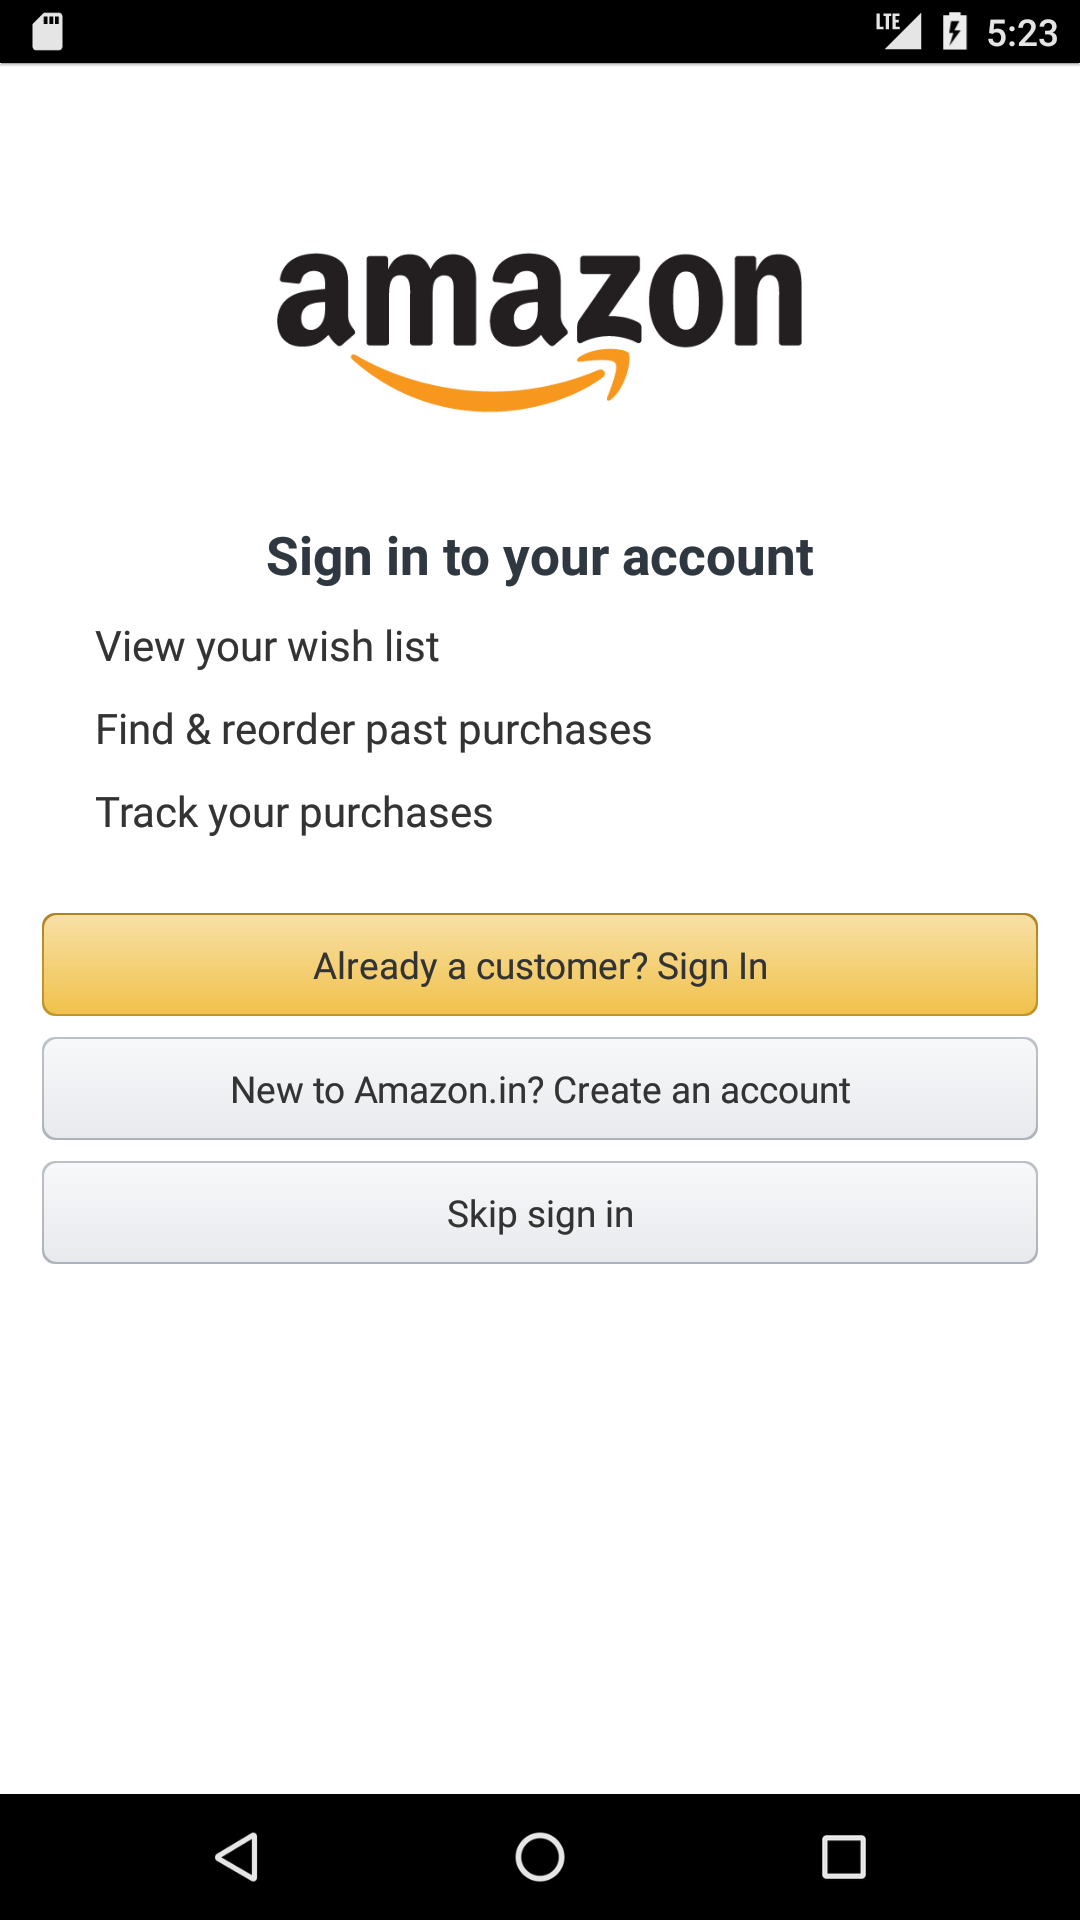 LTE 5:23
amazon
Sign in to your account
View your wish list
Find & reorder past purchases
Track your purchases
Already a customer? Sign In
New to Amazon.in? Create an account
Skip sign in